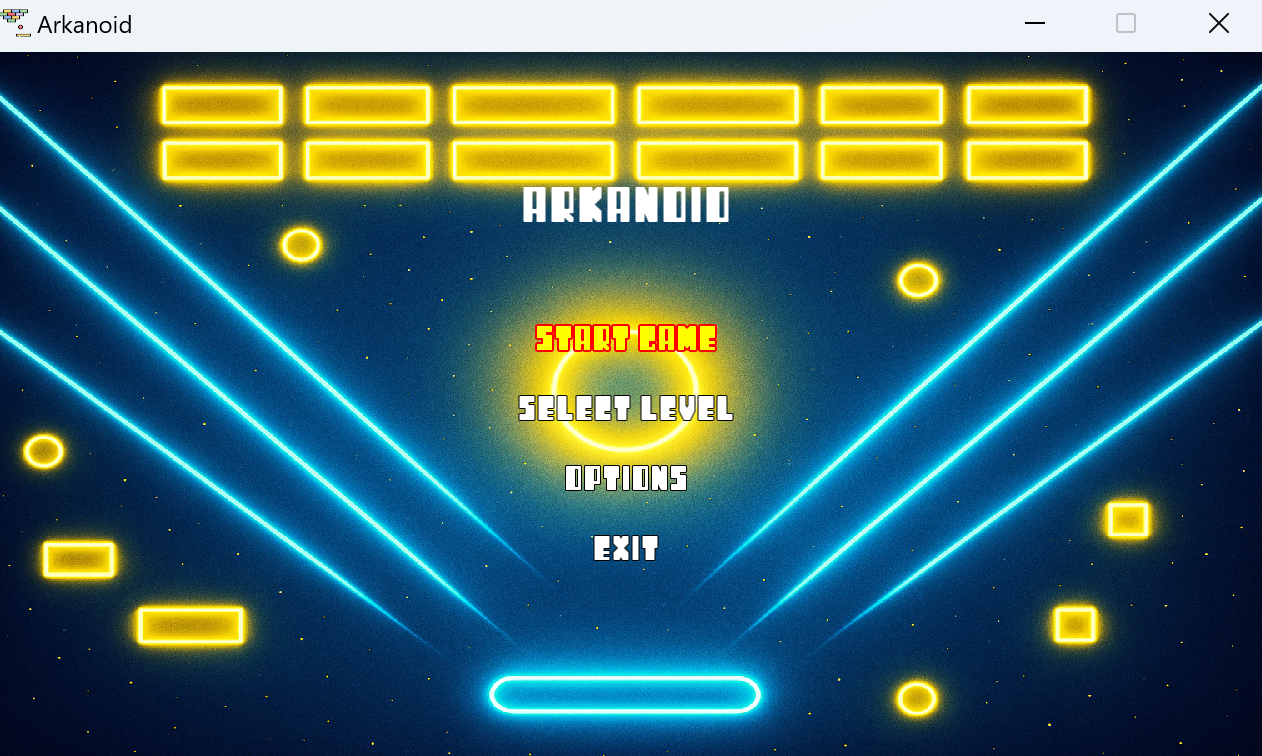 Arkanoid
ARKANOID
START GAME
SELECT LEVEL
OPTIONS
EXIT